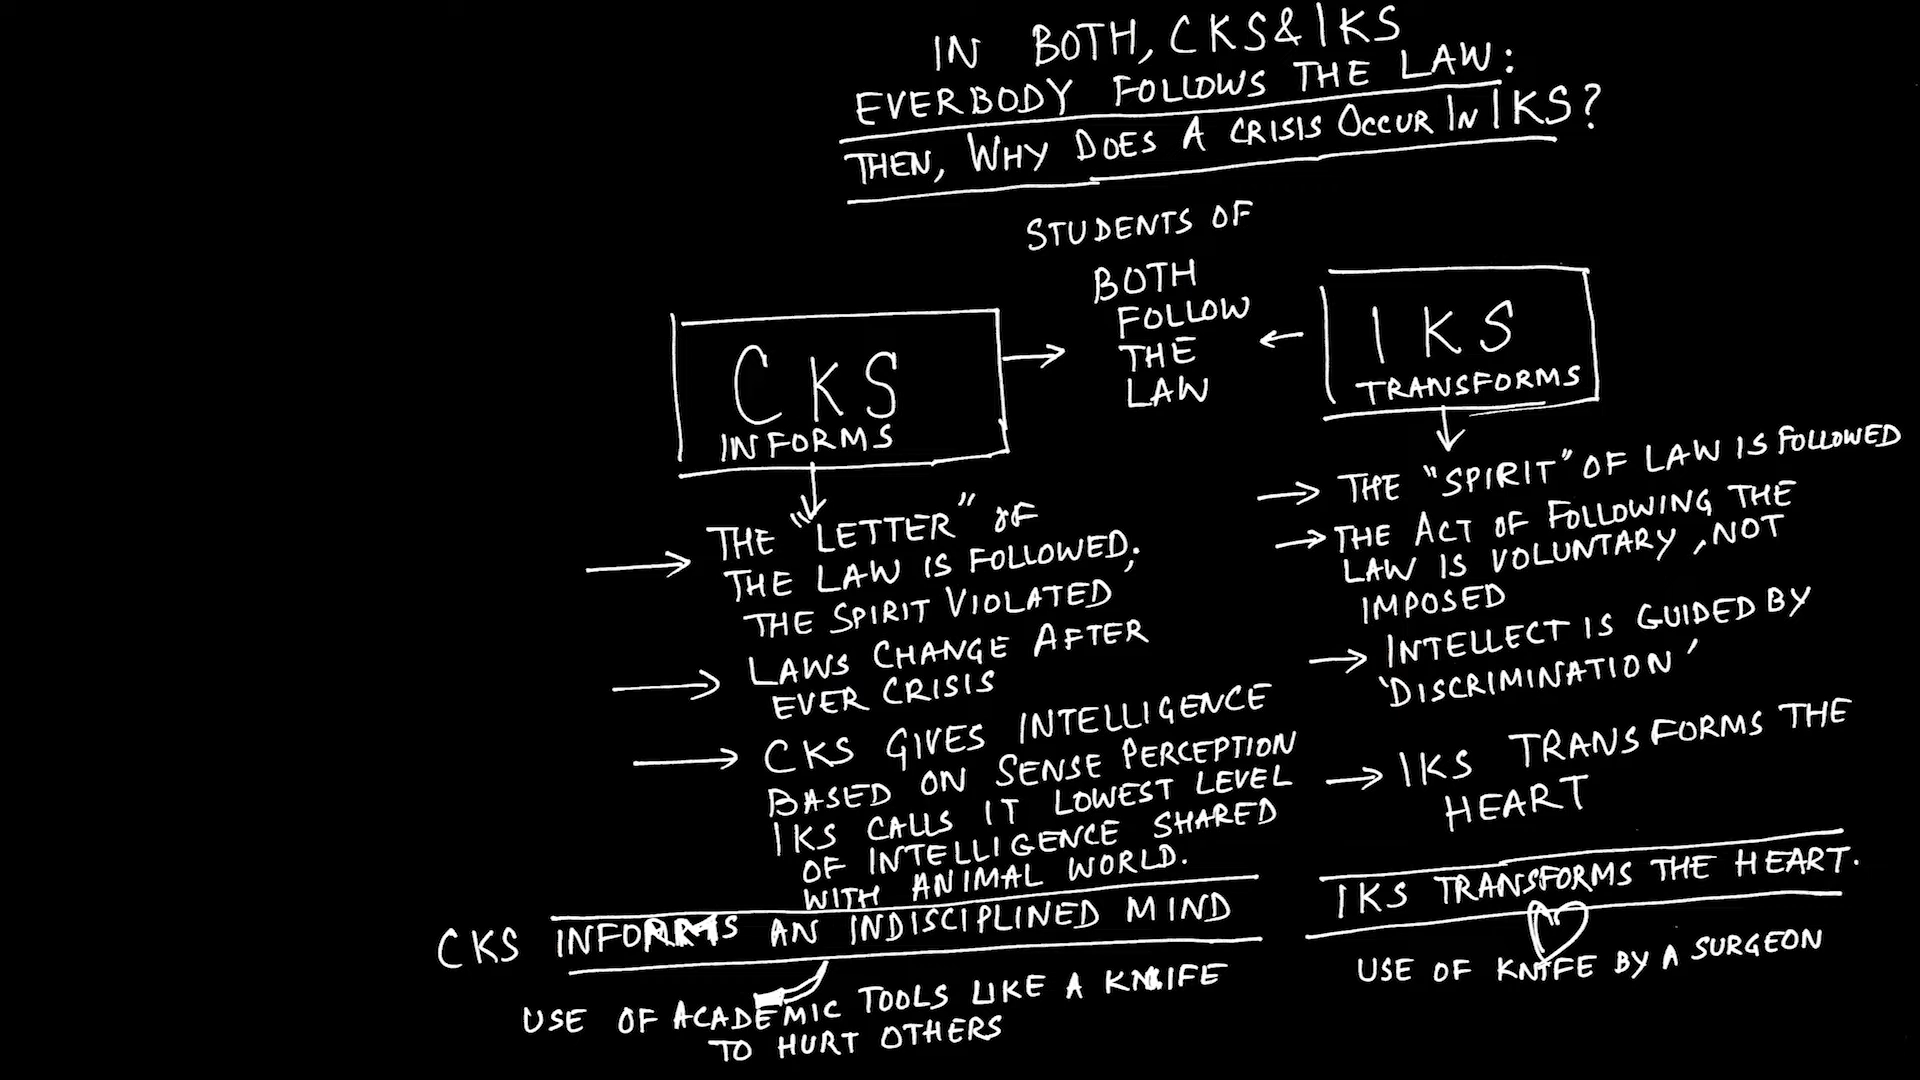 IN BOTH, CKS & IKS
EVERBODY FOLLOWS THE LAW:
THEN, WHY DOES A CRISIS OCCUR IN IKS?
STUDENTS OF
BOTH
FOLLOW
THE
LAW
CKS
INFORMS
THE "LETTER" OF
THE LAW IS FOLLOWED;
THE SPIRIT VIOLATED
LAWS CHANGE AFTER
EVER CRISIS
CKS GIVES INTELLIGENCE
BASED ON SENSE PERCEPTION
IKS CALLS IT LOWEST LEVEL
OF INTELLIGENCE SHARED
WITH ANIMAL WORLD.
CKS INFORMS AN INDISCIPLINED MIND
USE OF ACADEMIC TOOLS LIKE A KNIFE
TO HURT OTHERS
IKS
TRANSFORMS
THE "SPIRIT" OF LAW IS FOLLOWED
THE ACT OF FOLLOWING THE
LAW IS VOLUNTARY, NOT
IMPOSED
INTELLECT IS GUIDED BY
'DISCRIMINATION'
IKS TRANSFORMS THE
HEART
IKS TRANSFORMS THE HEART.
USE OF KNIFE BY A SURGEON